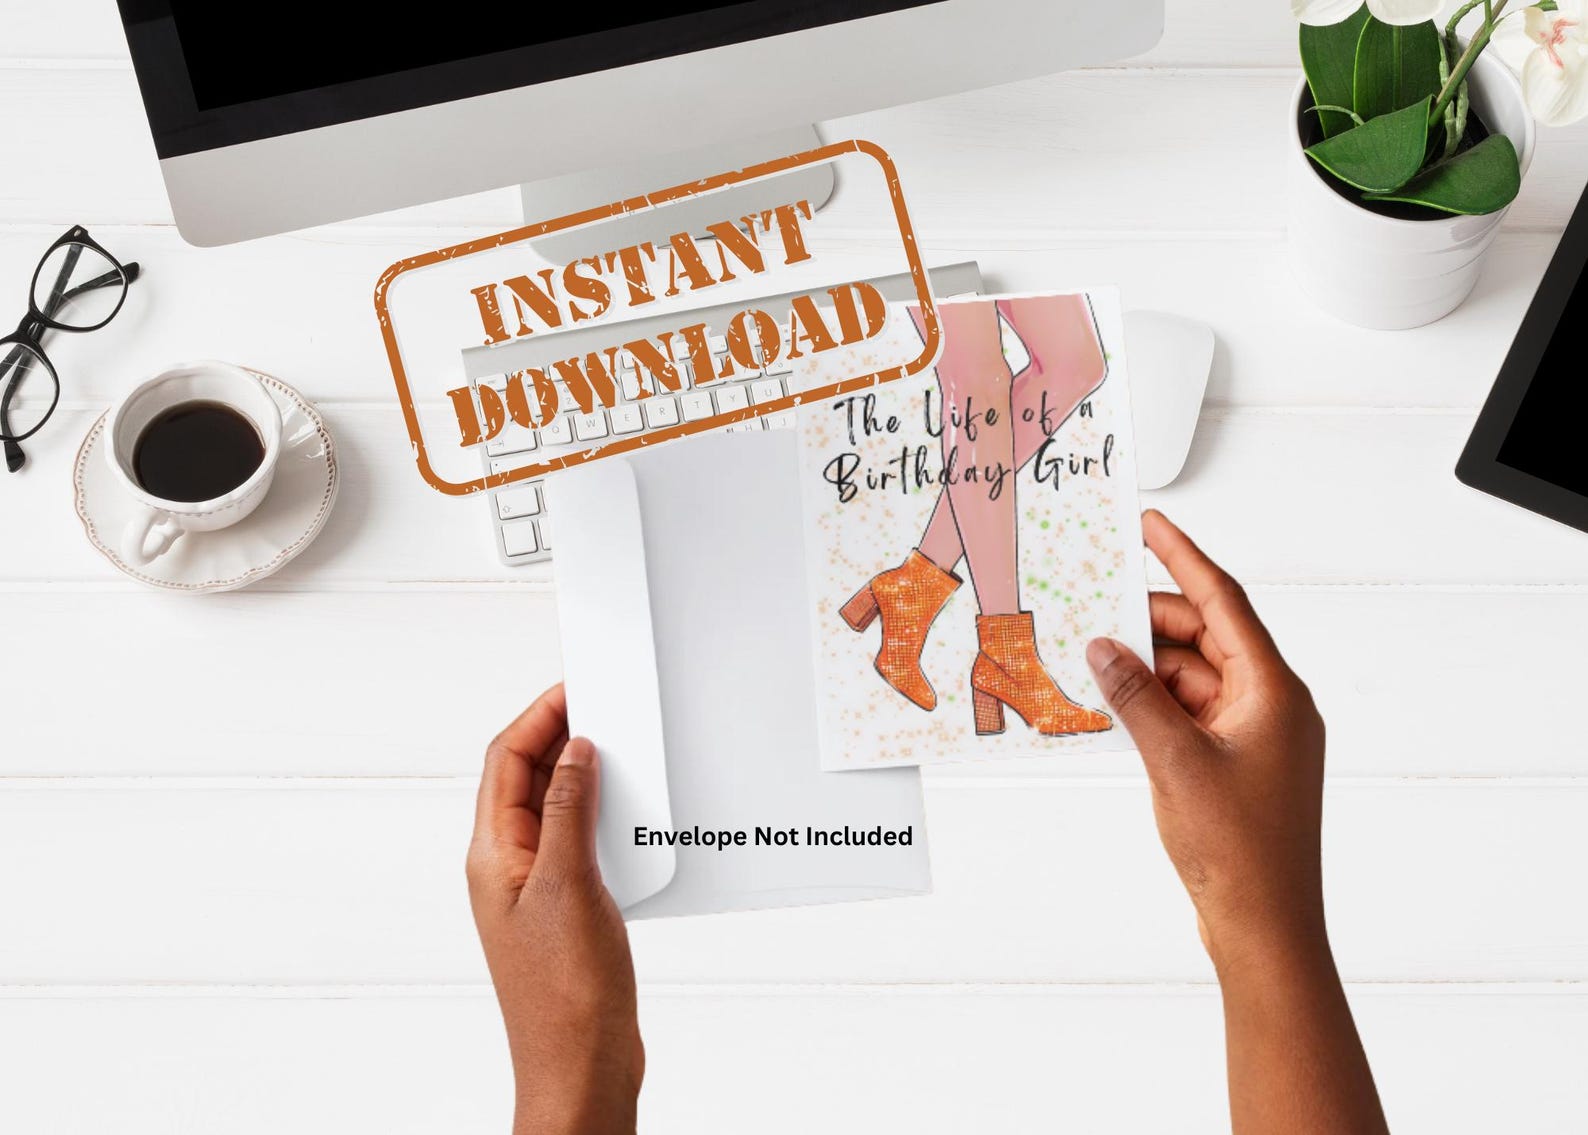 INSTANT
DOWNLOAD
The Life of a
Birthday Girl
Envelope Not Included